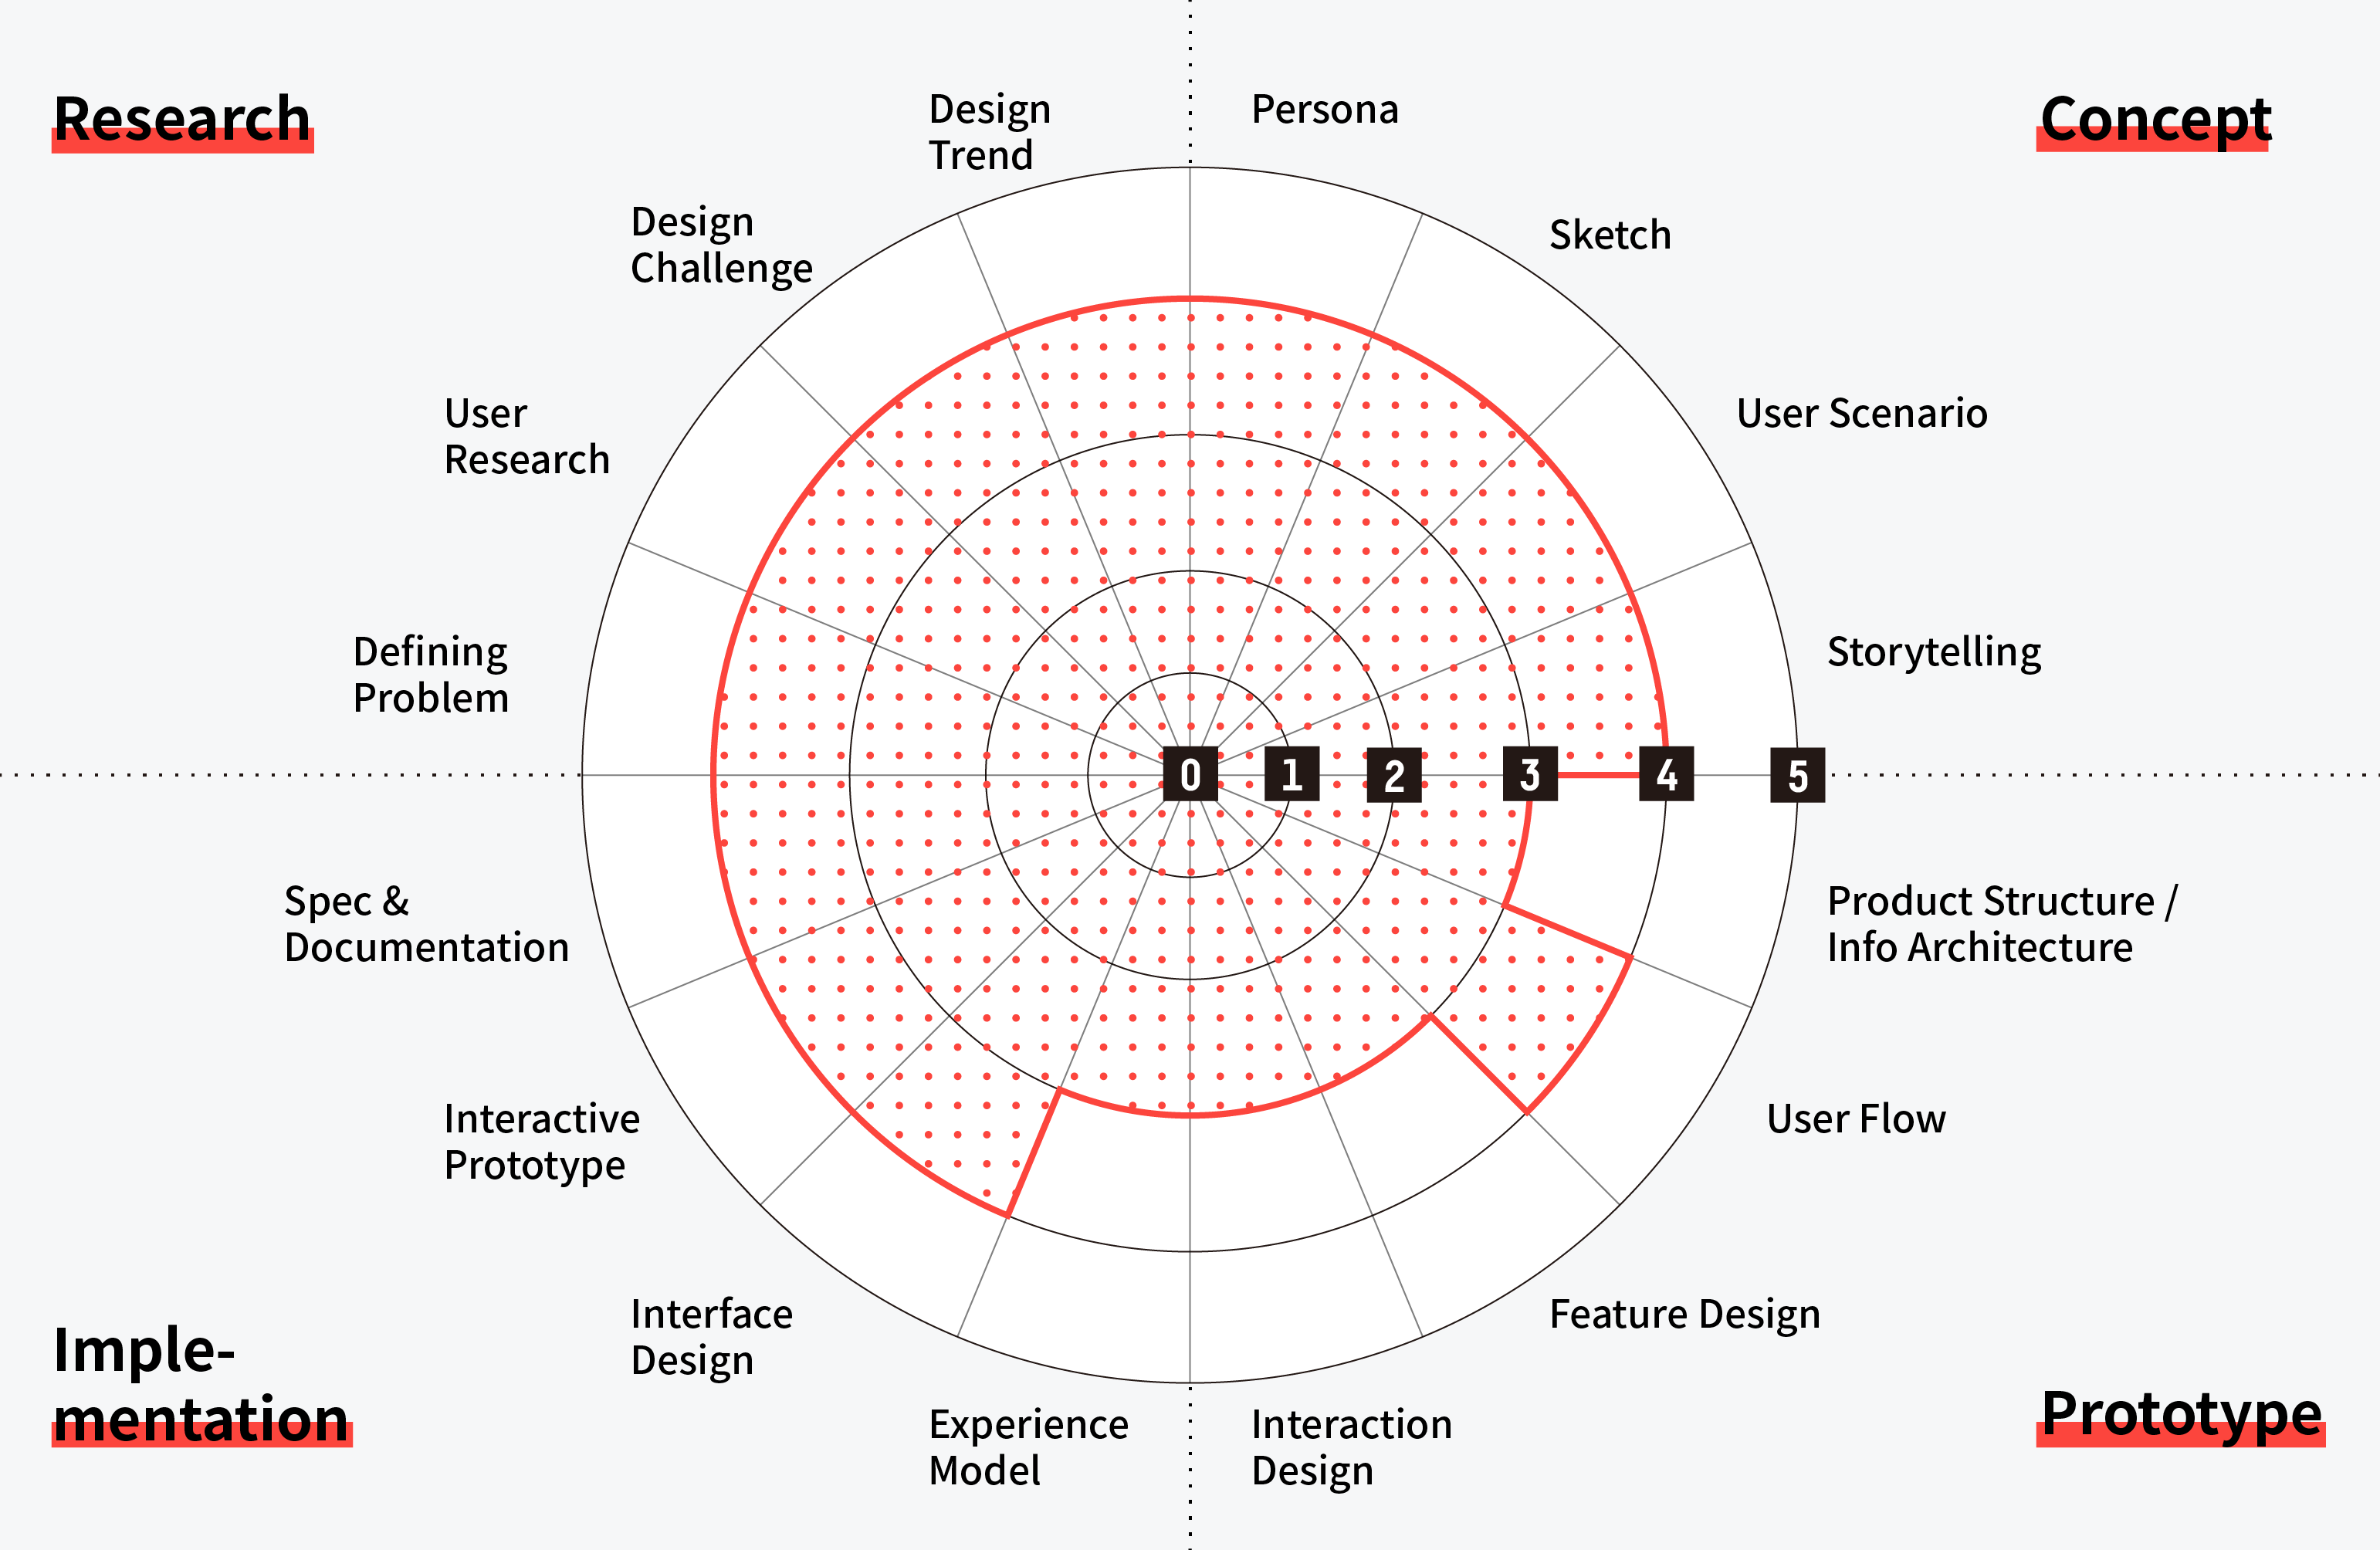 Research
Concept
Design
Trend
Persona
Design
Challenge
Sketch
User
Research
User Scenario
Defining
Problem
Storytelling
0
1
2
3
4
5
Spec &
Documentation
Product Structure /
Info Architecture
Interactive
Prototype
User Flow
Interface
Design
Feature Design
Experience
Model
Interaction
Design
Imple-
mentation
Prototype